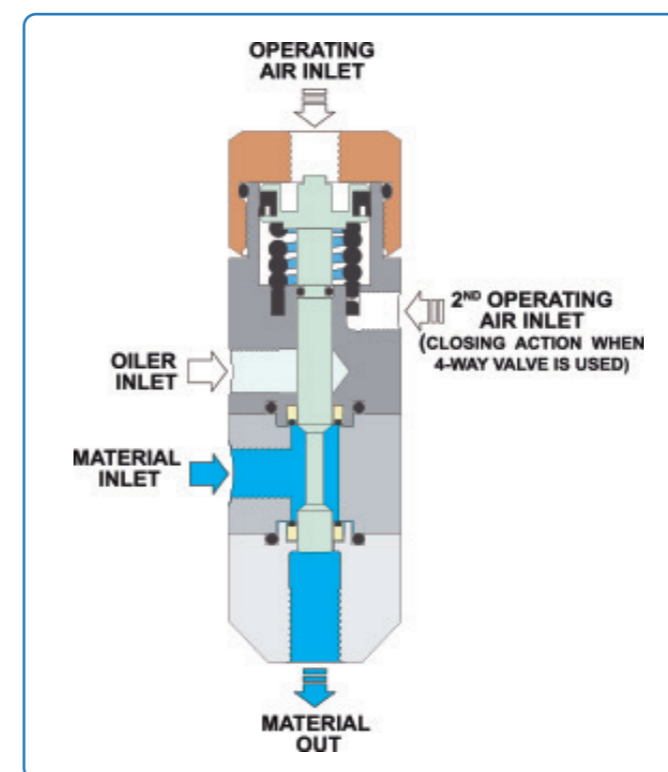 OPERATING
AIR INLET
2ND OPERATING
AIR INLET
(CLOSING ACTION WHEN
4-WAY VALVE IS USED)
OILER
INLET
MATERIAL
INLET
MATERIAL
OUT